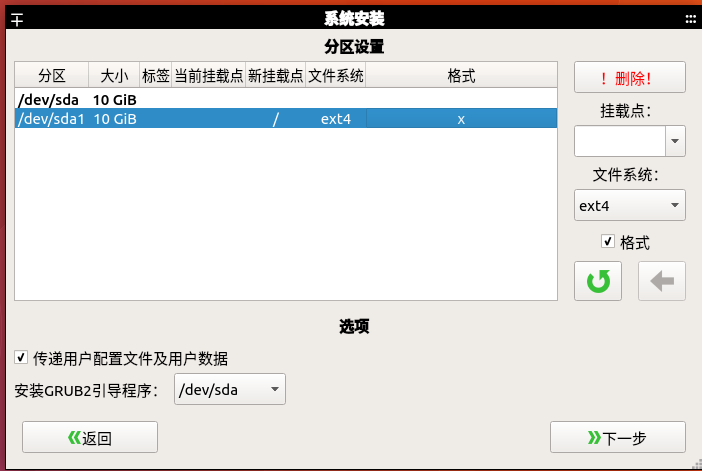 系统安装
分区设置
分区 大小 标签 当前挂载点 新挂载点 文件系统 格式
/dev/sda 10 GiB
/dev/sda1 10 GiB / ext4 x
！删除！
挂载点：
文件系统：
ext4
格式
选项
传递用户配置文件及用户数据
安装GRUB2引导程序： /dev/sda
返回 下一步